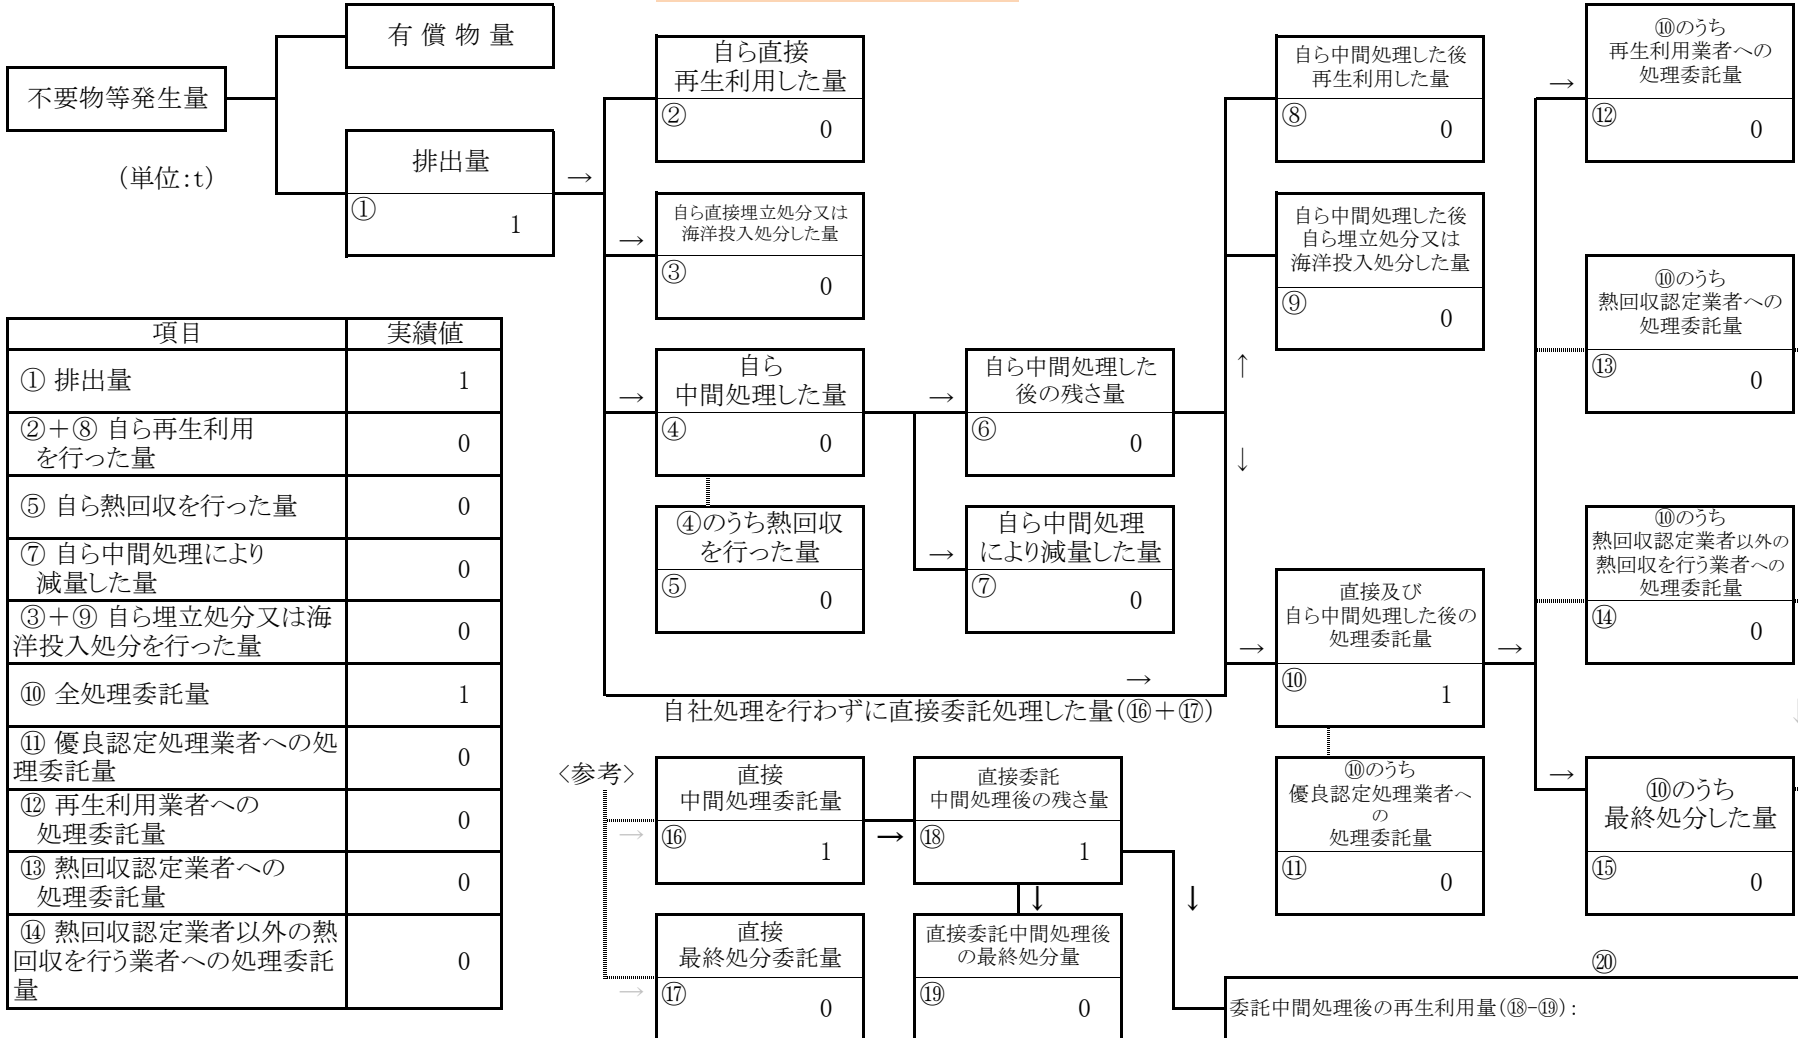 有償物量
不要物等発生量
(単位:t)
排出量
①
1
→
自ら直接
再生利用した量
②
0
→
自ら直接埋立処分又は
海洋投入処分した量
③
0
→
自ら
中間処理した量
④
0
④のうち熱回収
を行った量
⑤
0
→
自ら中間処理した
後の残さ量
⑥
0
→
自ら中間処理
により減量した量
⑦
0
自ら中間処理した後
再生利用した量
⑧
0
自ら中間処理した後
自ら埋立処分又は
海洋投入処分した量
⑨
0
↑
↓
→
自社処理を行わずに直接委託処理した量(⑯+⑰)
→
直接及び
自ら中間処理した後の
処理委託量
⑩
1
→
⑩のうち
優良認定処理業者へ
の
処理委託量
⑪
0
→
⑩のうち
再生利用業者への
処理委託量
⑫
0
⑩のうち
熱回収認定業者への
処理委託量
⑬
0
⑩のうち
熱回収認定業者以外の
熱回収を行う業者への
処理委託量
⑭
0
↓
→
⑩のうち
最終処分した量
⑮
0
項目 実績値
① 排出量 1
②+⑧ 自ら再生利用
を行った量 0
⑤ 自ら熱回収を行った量 0
⑦ 自ら中間処理により
減量した量 0
③+⑨ 自ら埋立処分又は海
洋投入処分を行った量 0
⑩ 全処理委託量 1
⑪ 優良認定処理業者への処
理委託量 0
⑫ 再生利用業者への
処理委託量 0
⑬ 熱回収認定業者への
処理委託量 0
⑭ 熱回収認定業者以外の熱
回収を行う業者への処理委託
量 0
<参考>
→
直接
中間処理委託量
⑯
1
→
直接委託
中間処理後の残さ量
⑱
1
↓
↓
→
直接
最終処分委託量
⑰
0
直接委託中間処理後
の最終処分量
⑲
0
⑳
委託中間処理後の再生利用量(⑱-⑲):